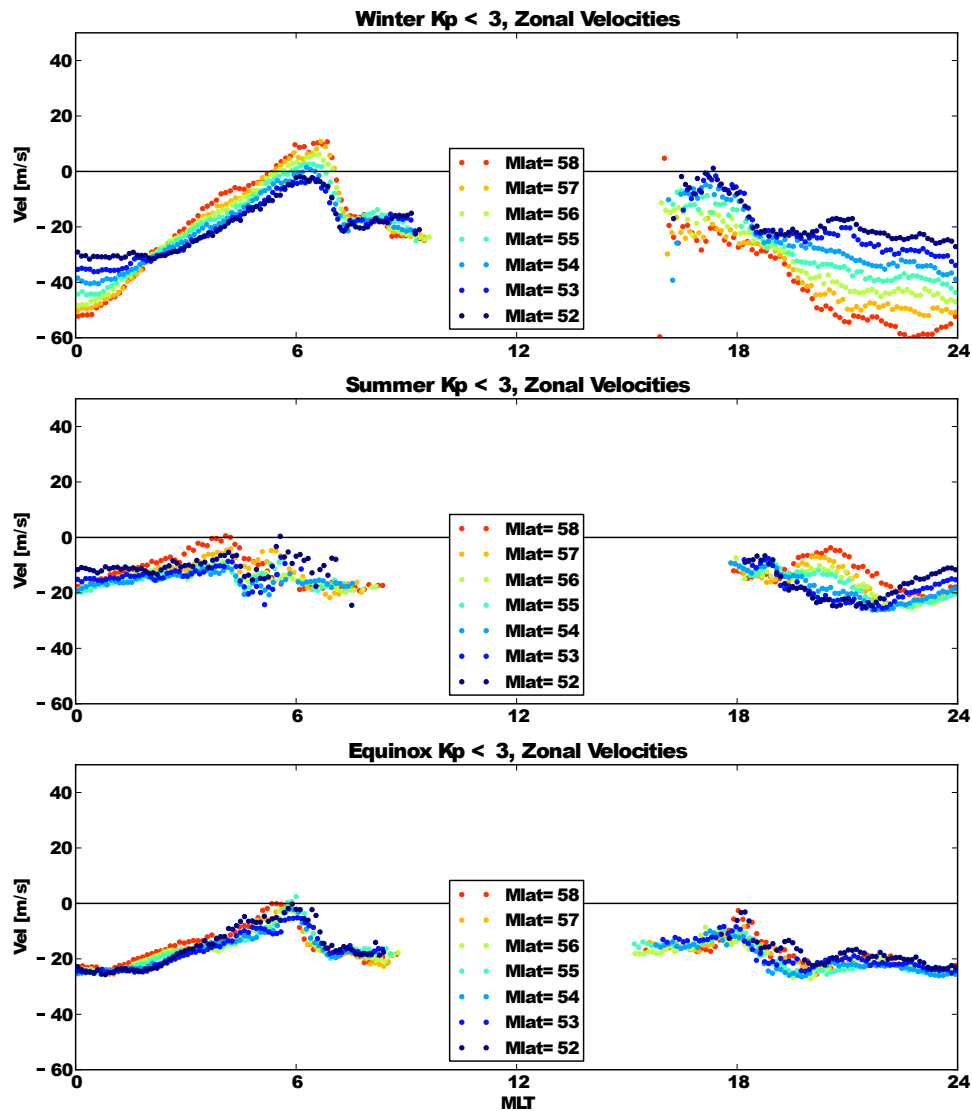 Winter Kp < 3, Zonal Velocities
Vel [m/s]
40
20
0
−20
−40
−60
Mlat= 58
Mlat= 57
Mlat= 56
Mlat= 55
Mlat= 54
Mlat= 53
Mlat= 52
0 6 12 18 24
Summer Kp < 3, Zonal Velocities
Vel [m/s]
40
20
0
−20
−40
−60
Mlat= 58
Mlat= 57
Mlat= 56
Mlat= 55
Mlat= 54
Mlat= 53
Mlat= 52
0 6 12 18 24
Equinox Kp < 3, Zonal Velocities
Vel [m/s]
40
20
0
−20
−40
−60
Mlat= 58
Mlat= 57
Mlat= 56
Mlat= 55
Mlat= 54
Mlat= 53
Mlat= 52
0 6 12 18 24
MLT